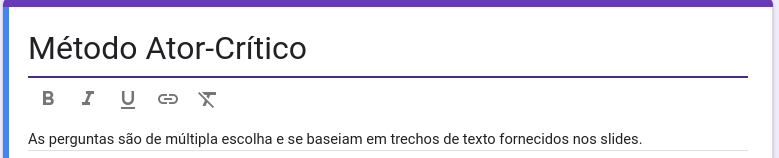 Método Ator-Crítico
B I U
As perguntas são de múltipla escolha e se baseiam em trechos de texto fornecidos nos slides.